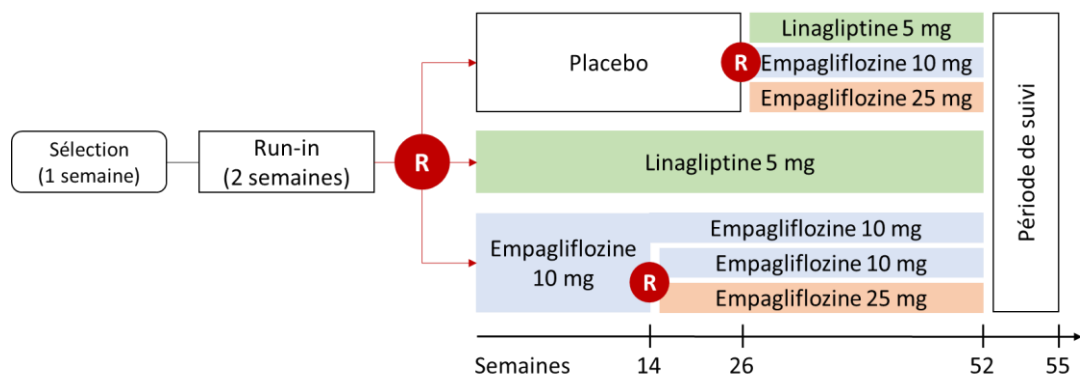 Sélection
(1 semaine)
Run-in
(2 semaines)
R
Placebo
R
Linagliptine 5 mg
Empagliflozine 10 mg
Empagliflozine 25 mg
Linagliptine 5 mg
Empagliflozine
10 mg
R
Empagliflozine 10 mg
Empagliflozine 10 mg
Empagliflozine 25 mg
Période de suivi
Semaines 14 26 52 55